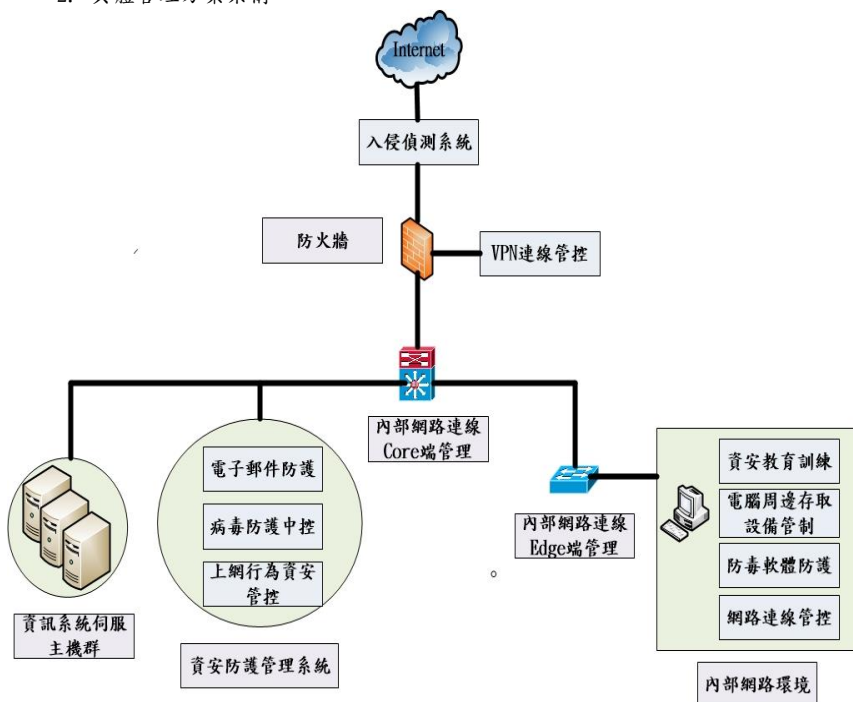 Internet
入侵偵測系統
防火牆
VPN連線管控
內部網路連線
Core端管理
電子郵件防護
病毒防護中控
上網行為資安
管控
資訊系統伺服
主機群
資安防護管理系統
內部網路連線
Edge端管理
資安教育訓練
電腦周邊存取
設備管制
防毒軟體防護
網路連線管控
內部網路環境